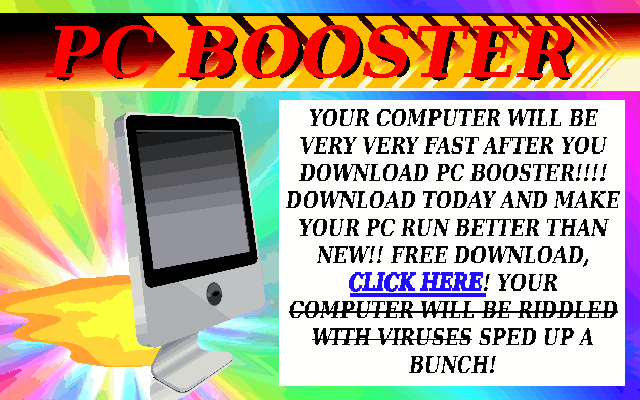 PC BOOSTER
YOUR COMPUTER WILL BE
VERY VERY FAST AFTER YOU
DOWNLOAD PC BOOSTER!!!!
DOWNLOAD TODAY AND MAKE
YOUR PC RUN BETTER THAN
NEW!! FREE DOWNLOAD,
CLICK HERE! YOUR
COMPUTER WILL BE RIDDLED
WITH VIRUSES SPED UP A
BUNCH!